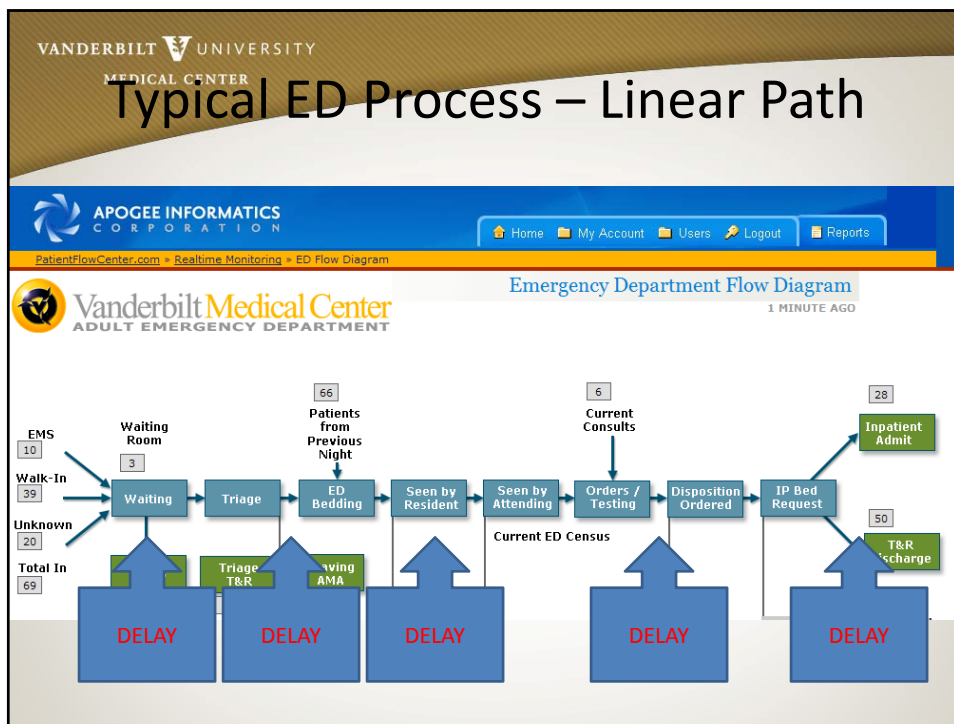 VANDERBILT UNIVERSITY
MEDICAL CENTER
Typical ED Process – Linear Path
APOGEE INFORMATICS
CORPORATION
Home My Account Users Logout Reports
PatientFlowCenter.com » Realtime Monitoring » ED Flow Diagram
Vanderbilt Medical Center
ADULT EMERGENCY DEPARTMENT
Emergency Department Flow Diagram
1 MINUTE AGO
EMS
10
Walk-In
39
Unknown
20
Total In
69
Waiting
Room
3
66
Patients
from
Previous
Night
6
Current
Consults
28
Inpatient
Admit
Waiting
Triage
ED
Bedding
Seen by
Resident
Seen by
Attending
Orders /
Testing
Disposition
Ordered
IP Bed
Request
Current ED Census
50
T&R
ischarge
Triage
T&R
aving
AMA
DELAY
DELAY
DELAY
DELAY
DELAY